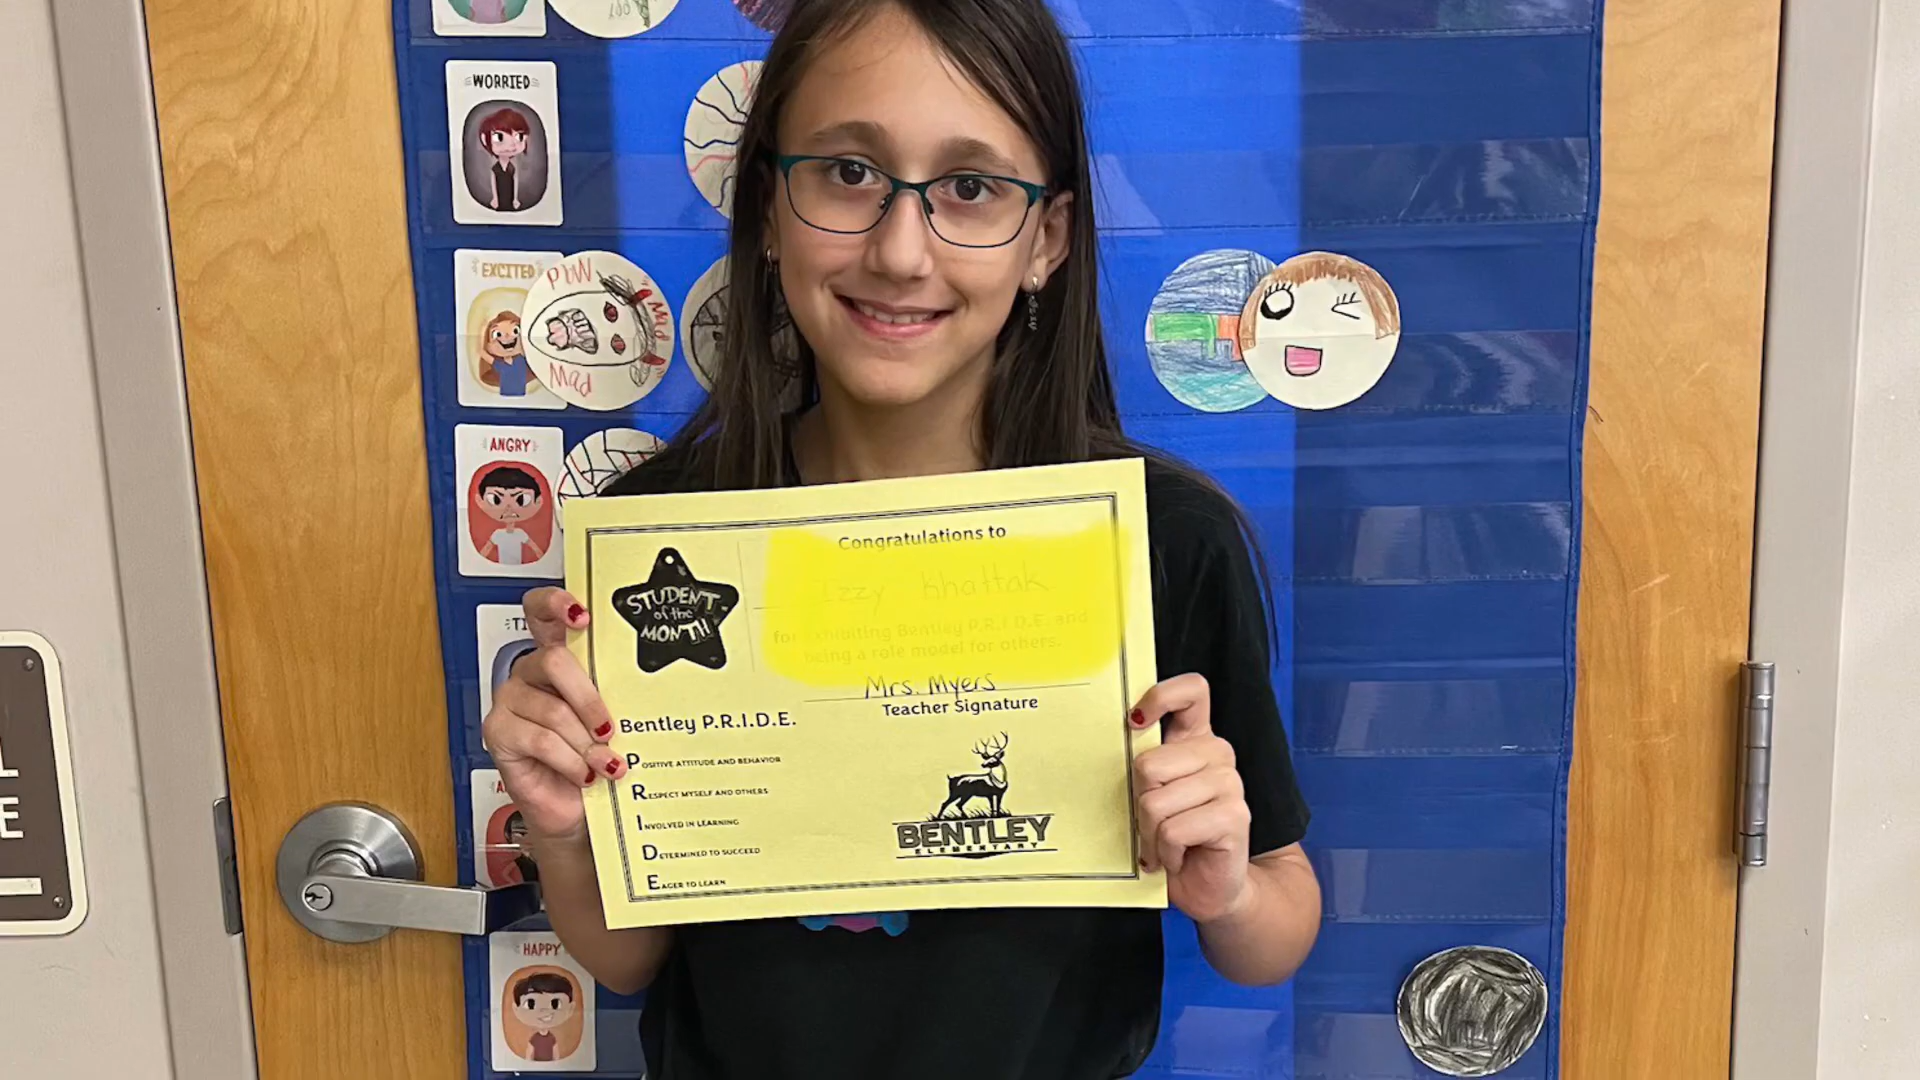 WORRIED
EXCITED
Mad
Mad
ANGRY
HAPPY
Congratulations to
Izzy Khattak
for exhibiting Bentley P.R.I.D.E. and
being a role model for others.
STUDENT
of the
MONTH
Mrs. Myers
Teacher Signature
Bentley P.R.I.D.E.
POSITIVE ATTITUDE AND BEHAVIOR
RESPECT MYSELF AND OTHERS
INVOLVED IN LEARNING
DETERMINED TO SUCCEED
EAGER TO LEARN
BENTLEY
ELEMENTARY